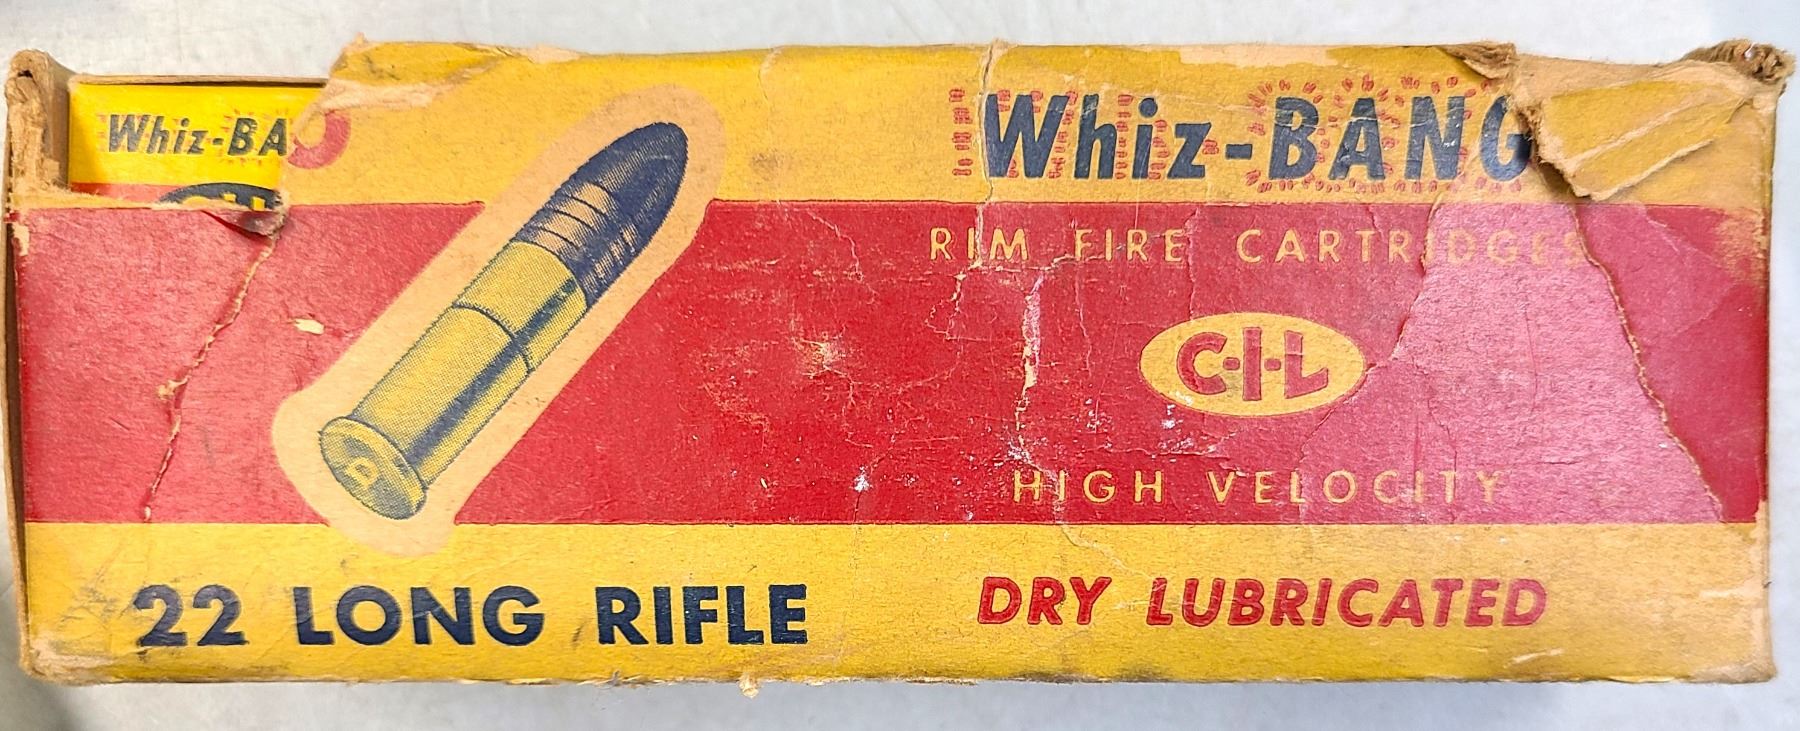 Whiz-BA
Whiz-BANG
RIM FIRE CARTRIDGES
C-I-L
HIGH VELOCITY
D
22 LONG RIFLE
DRY LUBRICATED